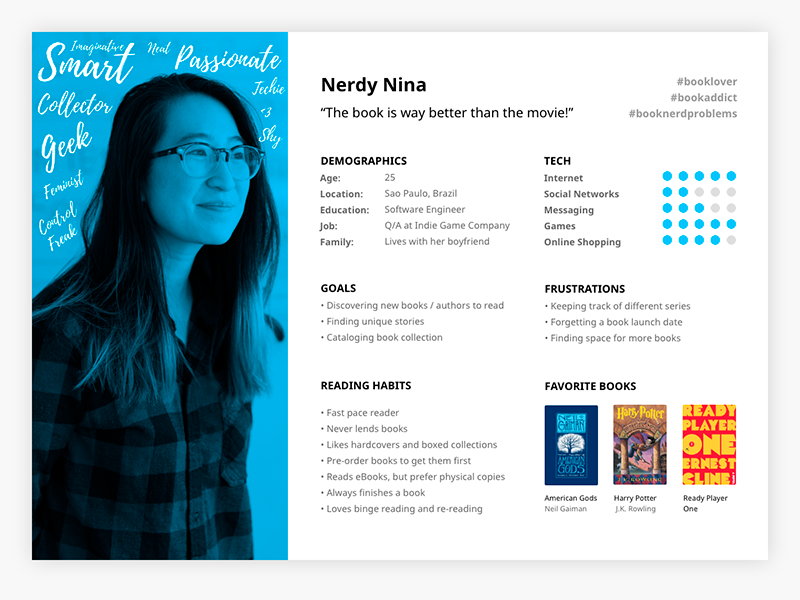 Imaginative
Neat
Smart
Passionate
Techie
Collector
<3
Geek
Shy
Feminist
Control
Freak
Nerdy Nina
“The book is way better than the movie!”
#booklover
#bookaddict
#booknerdproblems
DEMOGRAPHICS
Age: 25
Location: Sao Paulo, Brazil
Education: Software Engineer
Job: Q/A at Indie Game Company
Family: Lives with her boyfriend
TECH
Internet
Social Networks
Messaging
Games
Online Shopping
GOALS
• Discovering new books / authors to read
• Finding unique stories
• Cataloging book collection
FRUSTRATIONS
• Keeping track of different series
• Forgetting a book launch date
• Finding space for more books
READING HABITS
• Fast pace reader
• Never lends books
• Likes hardcovers and boxed collections
• Pre-order books to get them first
• Reads eBooks, but prefer physical copies
• Always finishes a book
• Loves binge reading and re-reading
FAVORITE BOOKS
NEIL
GAIMAN
AMERICAN
GODS
Harry Potter
J.K. ROWLING
READY
PLAYER
ONE
ERNEST
CLINE
American Gods
Neil Gaiman
Harry Potter
J.K. Rowling
Ready Player
One